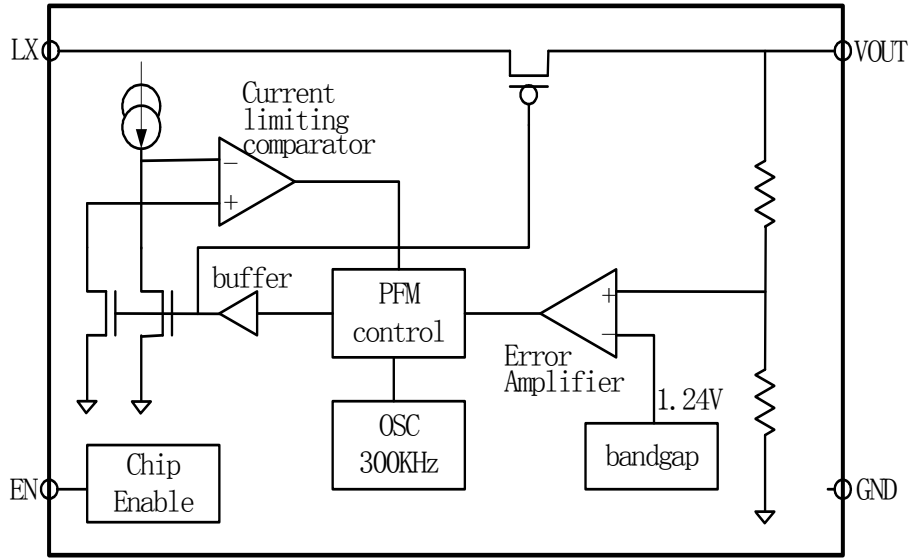 LX
VOUT
Current
limiting
comparator
−
+
buffer
PFM
control
+
−
Error
Amplifier
1.24V
OSC
300KHz
bandgap
Chip
Enable
EN
GND